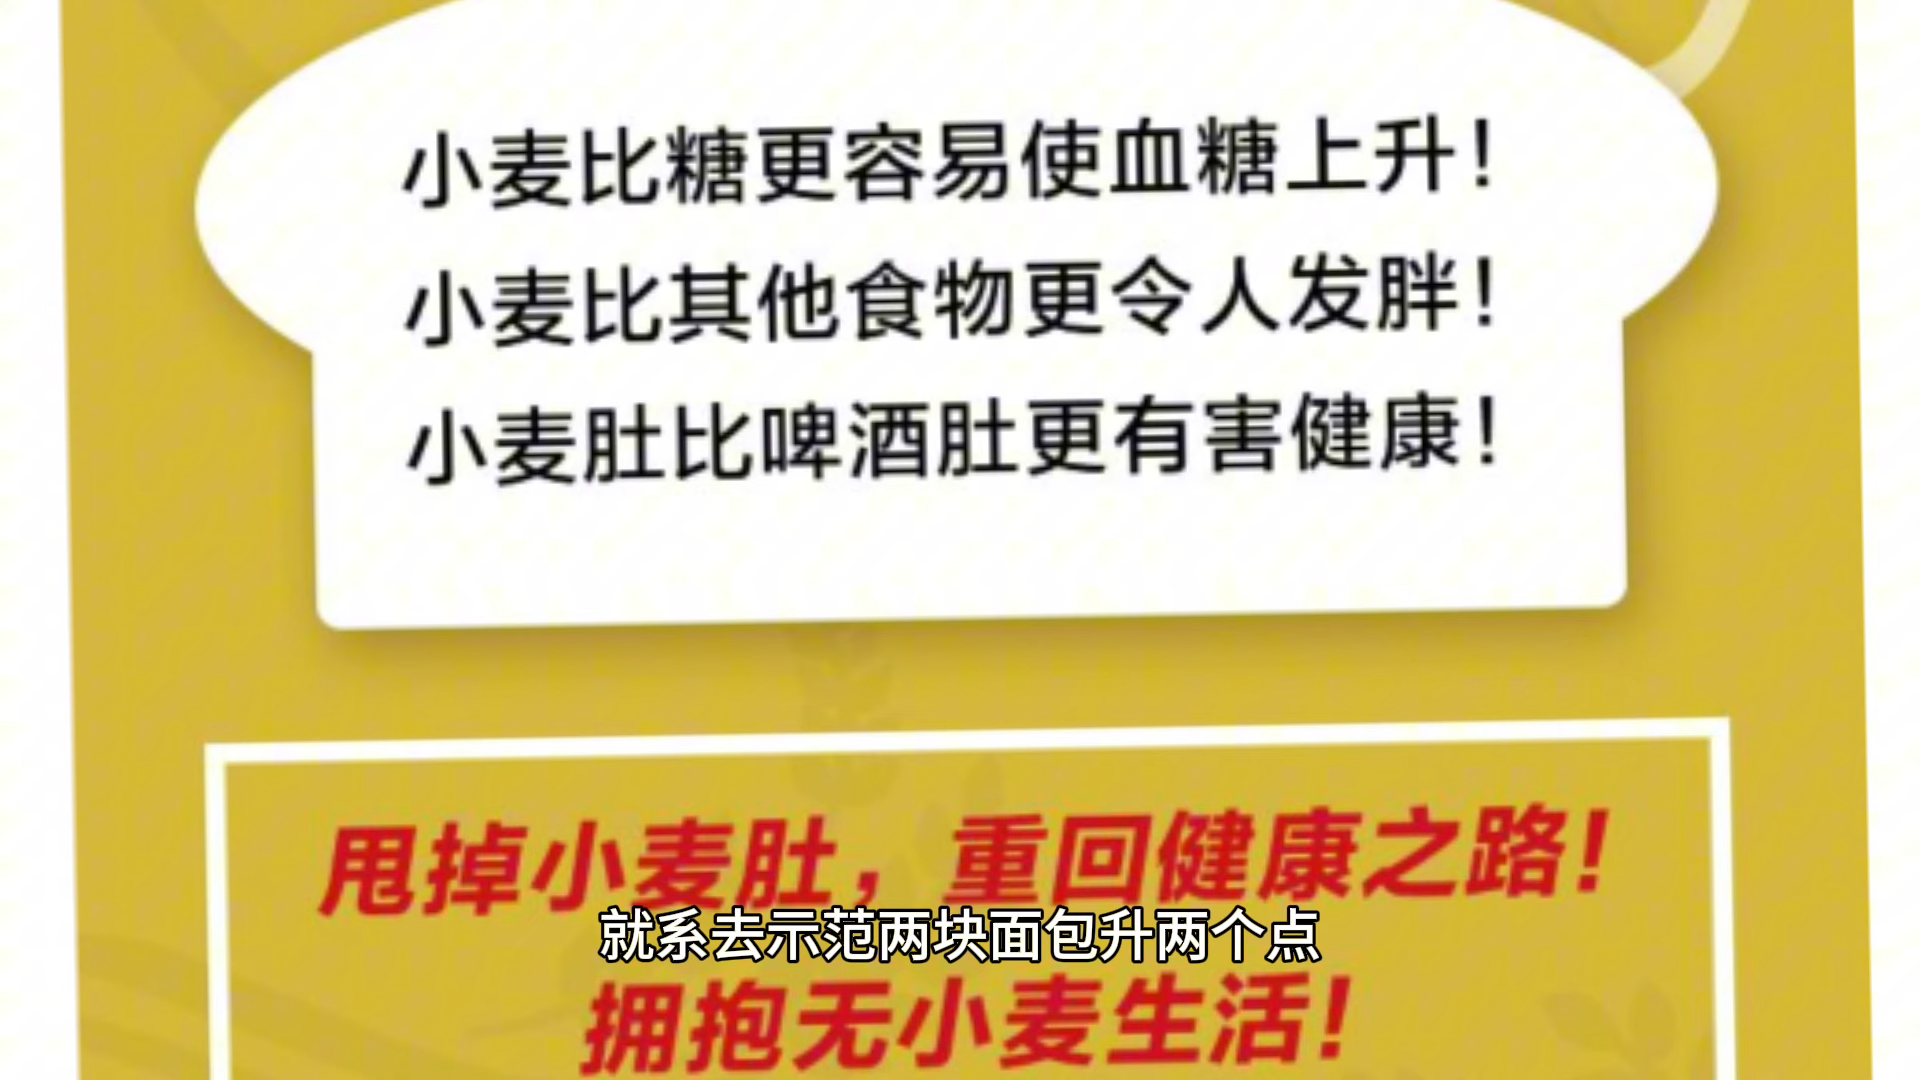 小麦比糖更容易使血糖上升！
小麦比其他食物更令人发胖！
小麦肚比啤酒肚更有害健康！
甩掉小麦肚，重回健康之路！
就系去示范两块面包升两个点
拥抱无小麦生活！